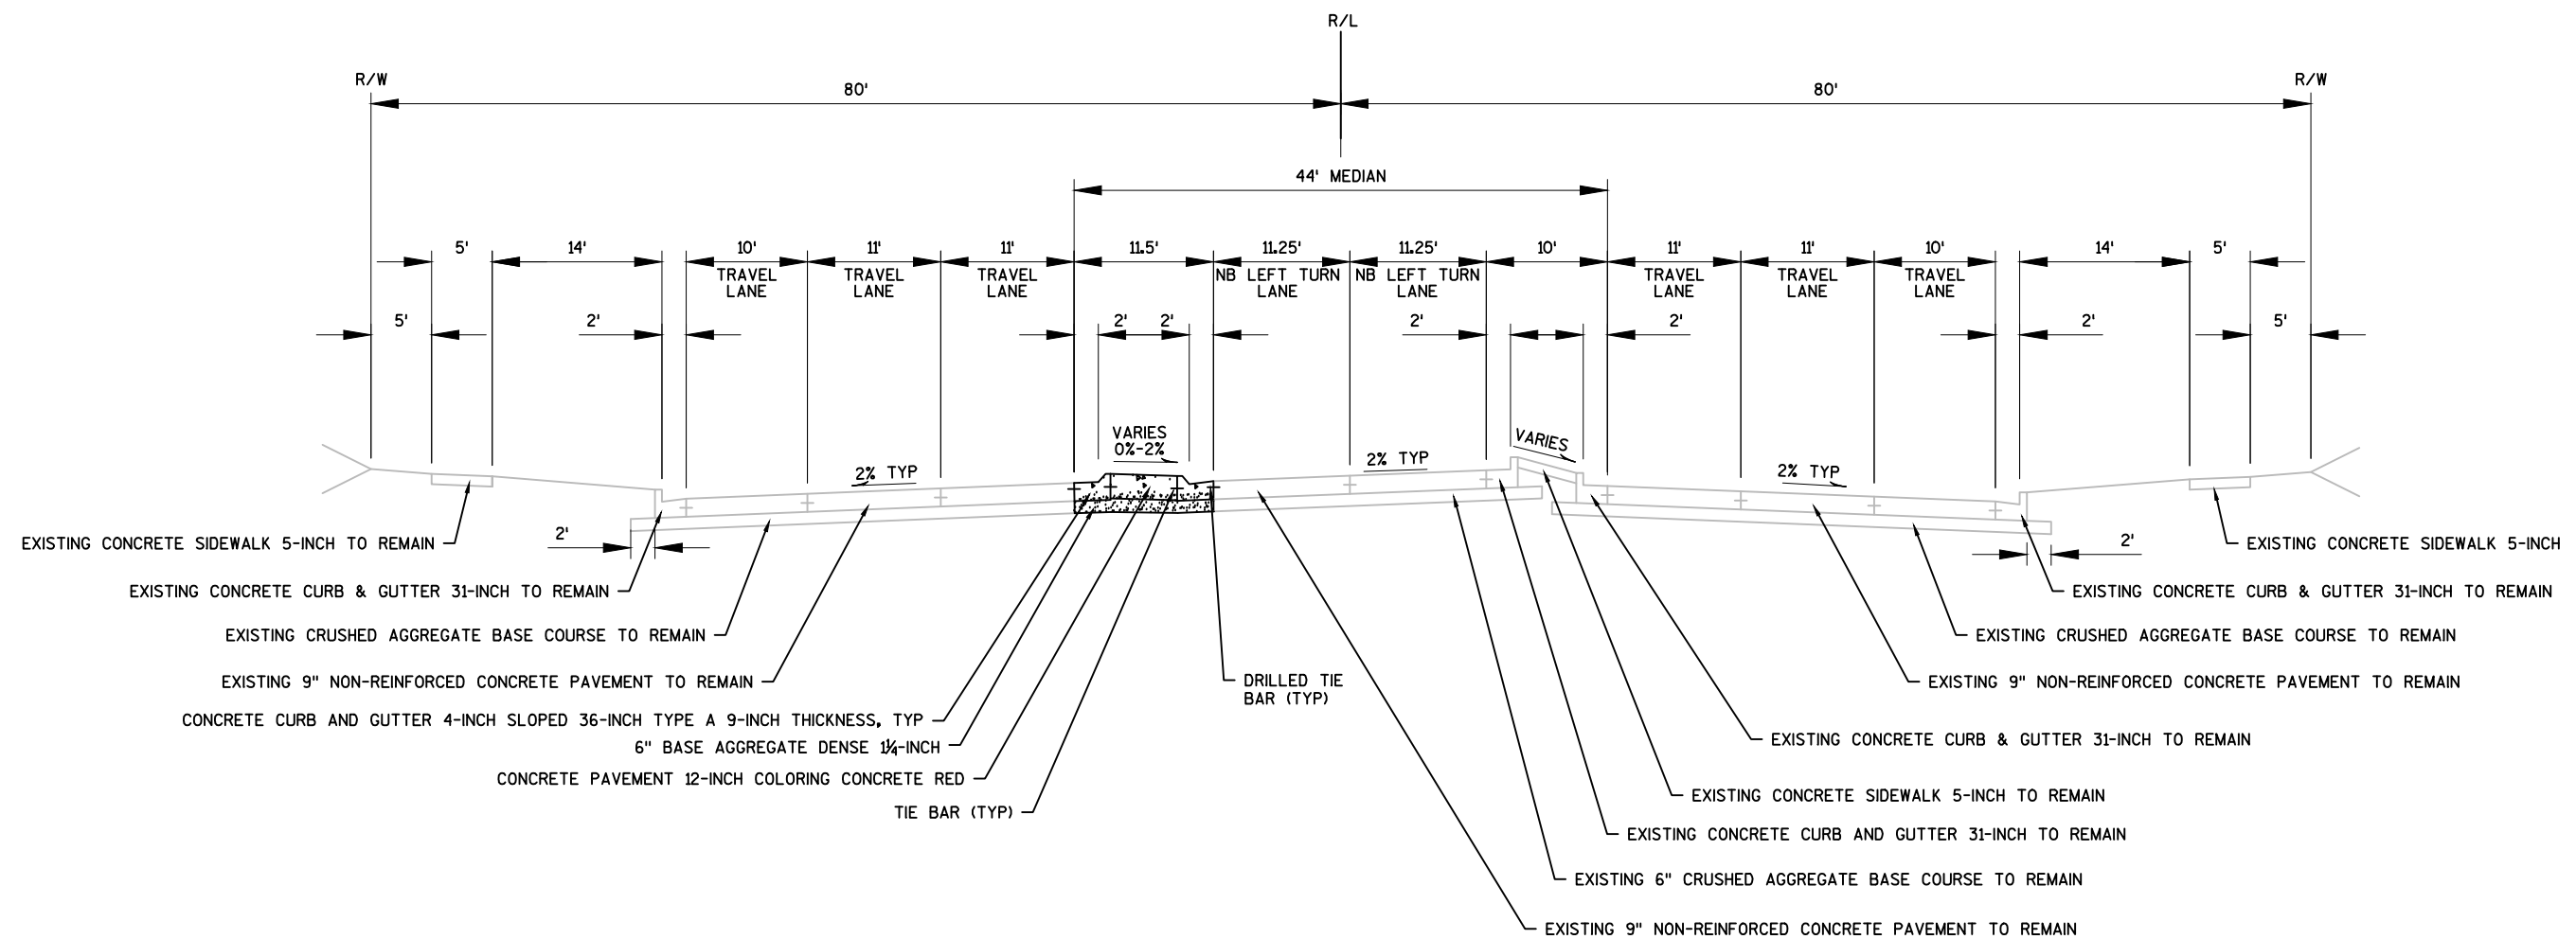 R/L
R/W
80'
80'
R/W
44' MEDIAN
5'
14'
10'
11'
11'
11.5'
11.25'
11.25'
10'
11'
11'
10'
14'
5'
TRAVEL
LANE
TRAVEL
LANE
TRAVEL
LANE
NB LEFT TURN
LANE
NB LEFT TURN
LANE
TRAVEL
LANE
TRAVEL
LANE
TRAVEL
LANE
5'
2'
2'
2'
2'
2'
2'
5'
VARIES
0%-2%
VARIES
2% TYP
2% TYP
2% TYP
2'
2'
EXISTING CONCRETE SIDEWALK 5-INCH TO REMAIN
EXISTING CONCRETE CURB & GUTTER 31-INCH TO REMAIN
EXISTING CRUSHED AGGREGATE BASE COURSE TO REMAIN
EXISTING 9" NON-REINFORCED CONCRETE PAVEMENT TO REMAIN
CONCRETE CURB AND GUTTER 4-INCH SLOPED 36-INCH TYPE A 9-INCH THICKNESS, TYP
6" BASE AGGREGATE DENSE 1¼-INCH
CONCRETE PAVEMENT 12-INCH COLORING CONCRETE RED
TIE BAR (TYP)
DRILLED TIE
BAR (TYP)
EXISTING CONCRETE SIDEWALK 5-INCH
EXISTING CONCRETE CURB & GUTTER 31-INCH TO REMAIN
EXISTING CRUSHED AGGREGATE BASE COURSE TO REMAIN
EXISTING 9" NON-REINFORCED CONCRETE PAVEMENT TO REMAIN
EXISTING CONCRETE CURB & GUTTER 31-INCH TO REMAIN
EXISTING CONCRETE SIDEWALK 5-INCH TO REMAIN
EXISTING CONCRETE CURB AND GUTTER 31-INCH TO REMAIN
EXISTING 6" CRUSHED AGGREGATE BASE COURSE TO REMAIN
EXISTING 9" NON-REINFORCED CONCRETE PAVEMENT TO REMAIN